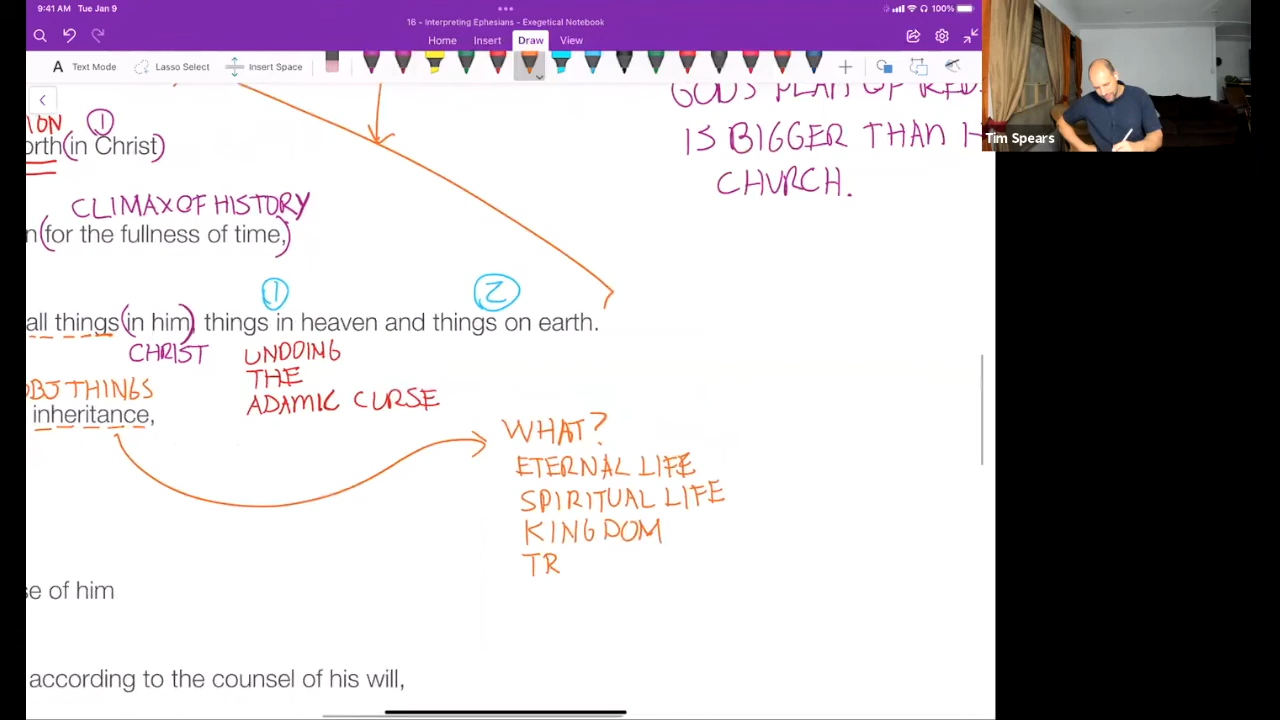 9:41 AM Tue Jan 9
100%
16 - Interpreting Ephesians - Exegetical Notebook
Home Insert Draw View
A Text Mode Lasso Select Insert Space
GOD'S PLAN OF RED
IS BIGGER THAN
CHURCH.
Tim Spears
ION ①
orth (in Christ)
CLIMAX OF HISTORY
n (for the fullness of time,)
① ②
all things (in him), things in heaven and things on earth.
CHRIST
UNDOING
THE
ADAMIC CURSE
OBJ THINGS
inheritance,
WHAT?
ETERNAL LIFE
SPIRITUAL LIFE
KINGDOM
TR
se of him
according to the counsel of his will,